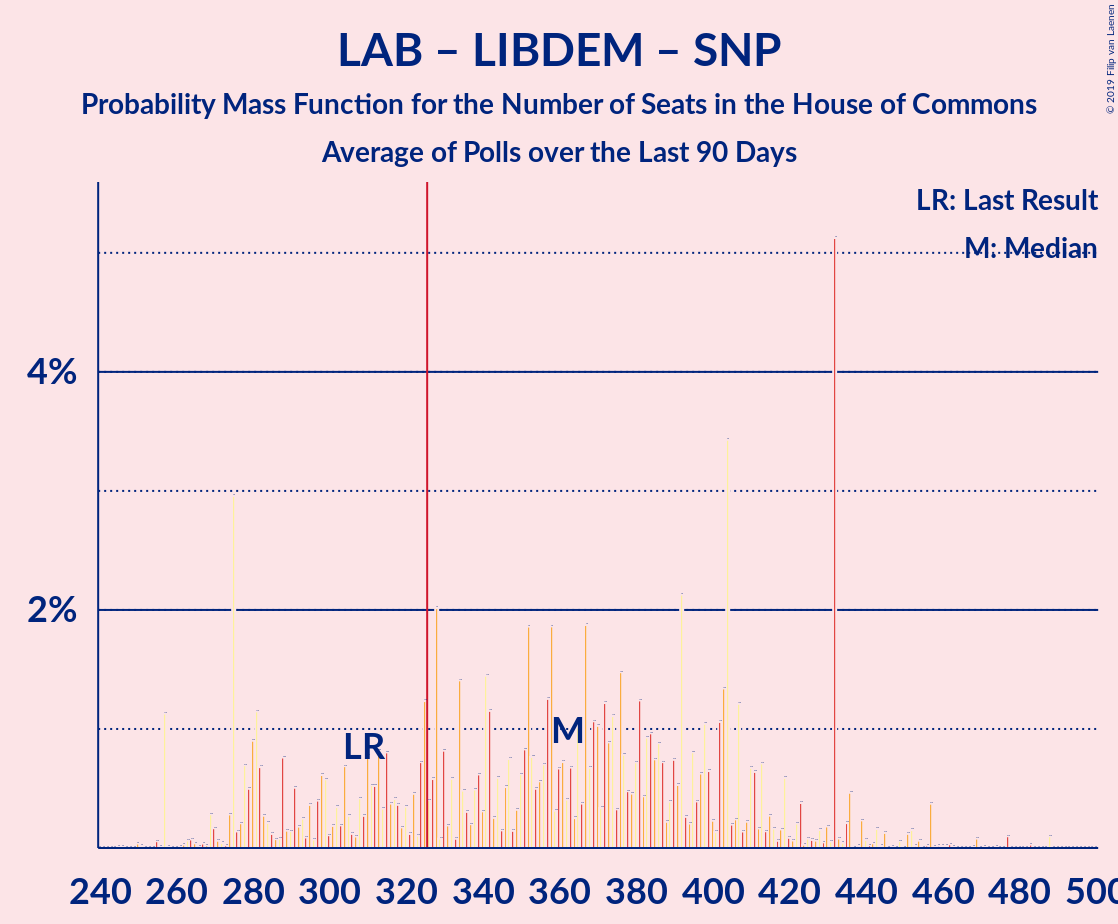 LAB – LIBDEM – SNP
Probability Mass Function for the Number of Seats in the House of Commons
Average of Polls over the Last 90 Days
© 2019 Filip van Laenen
LR: Last Result
M: Median
4%
2%
LR
M
240 260 280 300 320 340 360 380 400 420 440 460 480 500